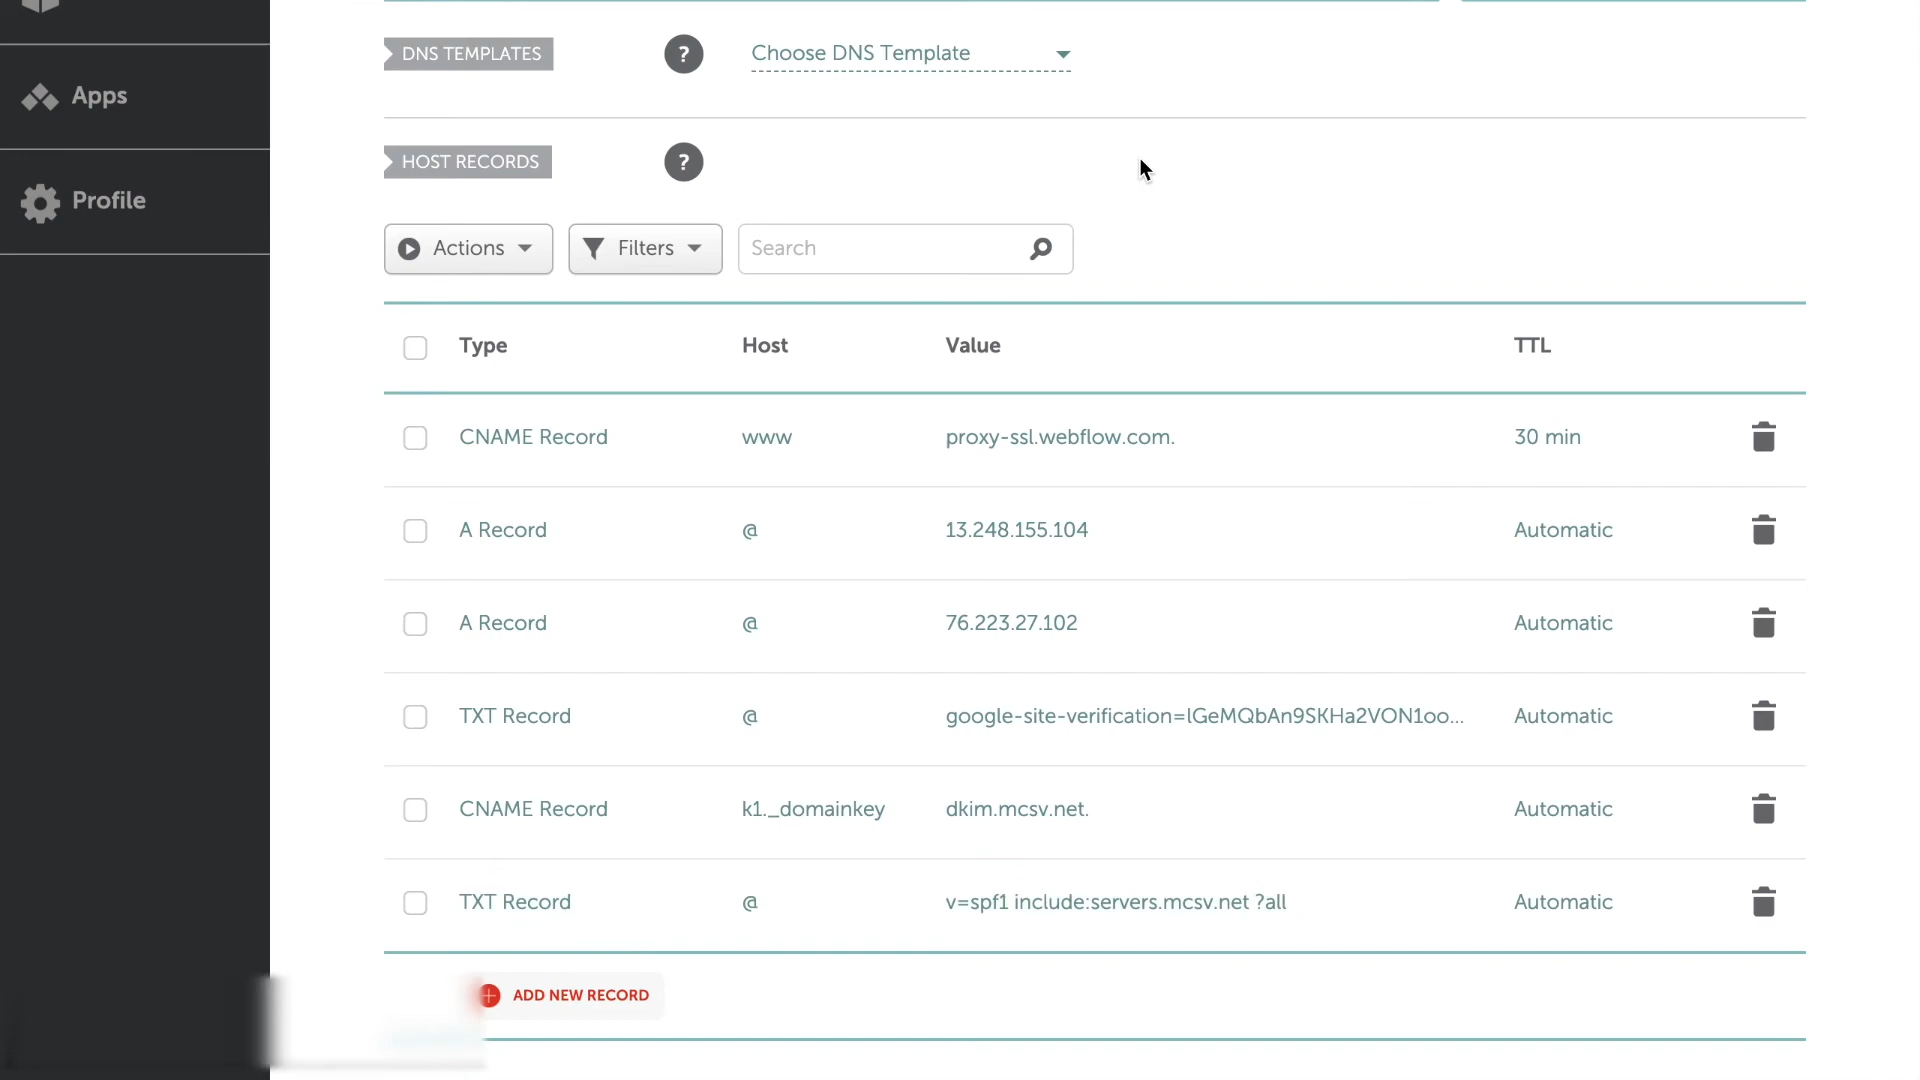 DNS TEMPLATES ? Choose DNS Template
Apps
HOST RECORDS ?
Profile
Actions Filters Search
Type Host Value TTL
CNAME Record www proxy-ssl.webflow.com. 30 min
A Record @ 13.248.155.104 Automatic
A Record @ 76.223.27.102 Automatic
TXT Record @ google-site-verification=lGeMQbAn9SKHa2VON1oo... Automatic
CNAME Record k1._domainkey dkim.mcsv.net. Automatic
TXT Record @ v=spf1 include:servers.mcsv.net ?all Automatic
ADD NEW RECORD